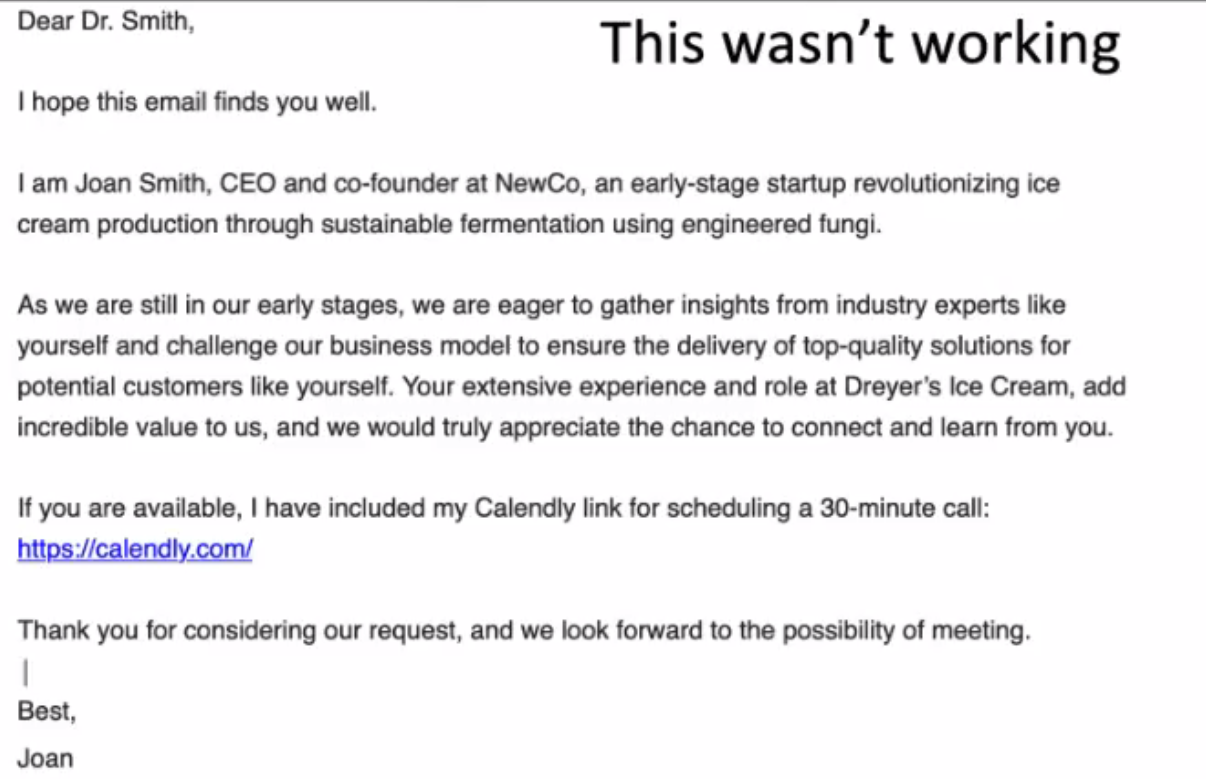 Dear Dr. Smith,
This wasn't working
I hope this email finds you well.
I am Joan Smith, CEO and co-founder at NewCo, an early-stage startup revolutionizing ice
cream production through sustainable fermentation using engineered fungi.
As we are still in our early stages, we are eager to gather insights from industry experts like
yourself and challenge our business model to ensure the delivery of top-quality solutions for
potential customers like yourself. Your extensive experience and role at Dreyer's Ice Cream, add
incredible value to us, and we would truly appreciate the chance to connect and learn from you.
If you are available, I have included my Calendly link for scheduling a 30-minute call:
https://calendly.com/
Thank you for considering our request, and we look forward to the possibility of meeting.
Best,
Joan